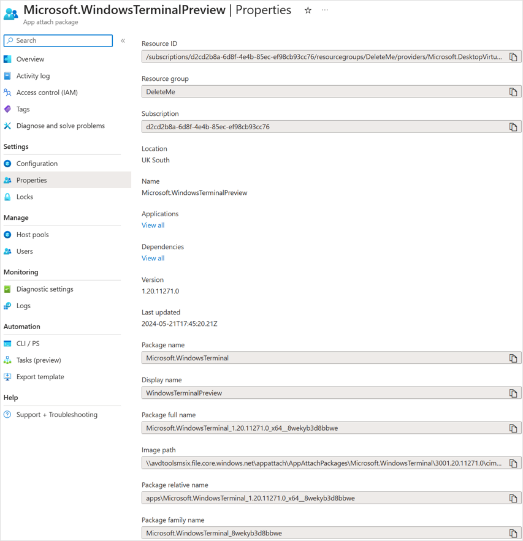 Microsoft.WindowsTerminalPreview | Properties ☆ ...
App attach package
Search «
Overview
Activity log
Access control (IAM)
Tags
Diagnose and solve problems
Settings
Configuration
Properties
Locks
Manage
Host pools
Users
Monitoring
Diagnostic settings
Logs
Automation
CLI / PS
Tasks (preview)
Export template
Help
Support + Troubleshooting
Resource ID
/subscriptions/d2cd2b8a-6d8f-4e4b-85ec-ef98cb93cc76/resourcegroups/DeleteMe/providers/Microsoft.DesktopVirtu...
Resource group
DeleteMe
Subscription
d2cd2b8a-6d8f-4e4b-85ec-ef98cb93cc76
Location
UK South
Name
Microsoft.WindowsTerminalPreview
Applications
View all
Dependencies
View all
Version
1.20.11271.0
Last updated
2024-05-21T17:45:20.21Z
Package name
Microsoft.WindowsTerminal
Display name
WindowsTerminalPreview
Package full name
Microsoft.WindowsTerminal_1.20.11271.0_x64__8wekyb3d8bbwe
Image path
\\avdtoolsmsix.file.core.windows.net\appattach\AppAttachPackages\Microsoft.WindowsTerminal\3001.20.11271.0\cim...
Package relative name
apps\Microsoft.WindowsTerminal_1.20.11271.0_x64__8wekyb3d8bbwe
Package family name
Microsoft.WindowsTerminal_8wekyb3d8bbwe